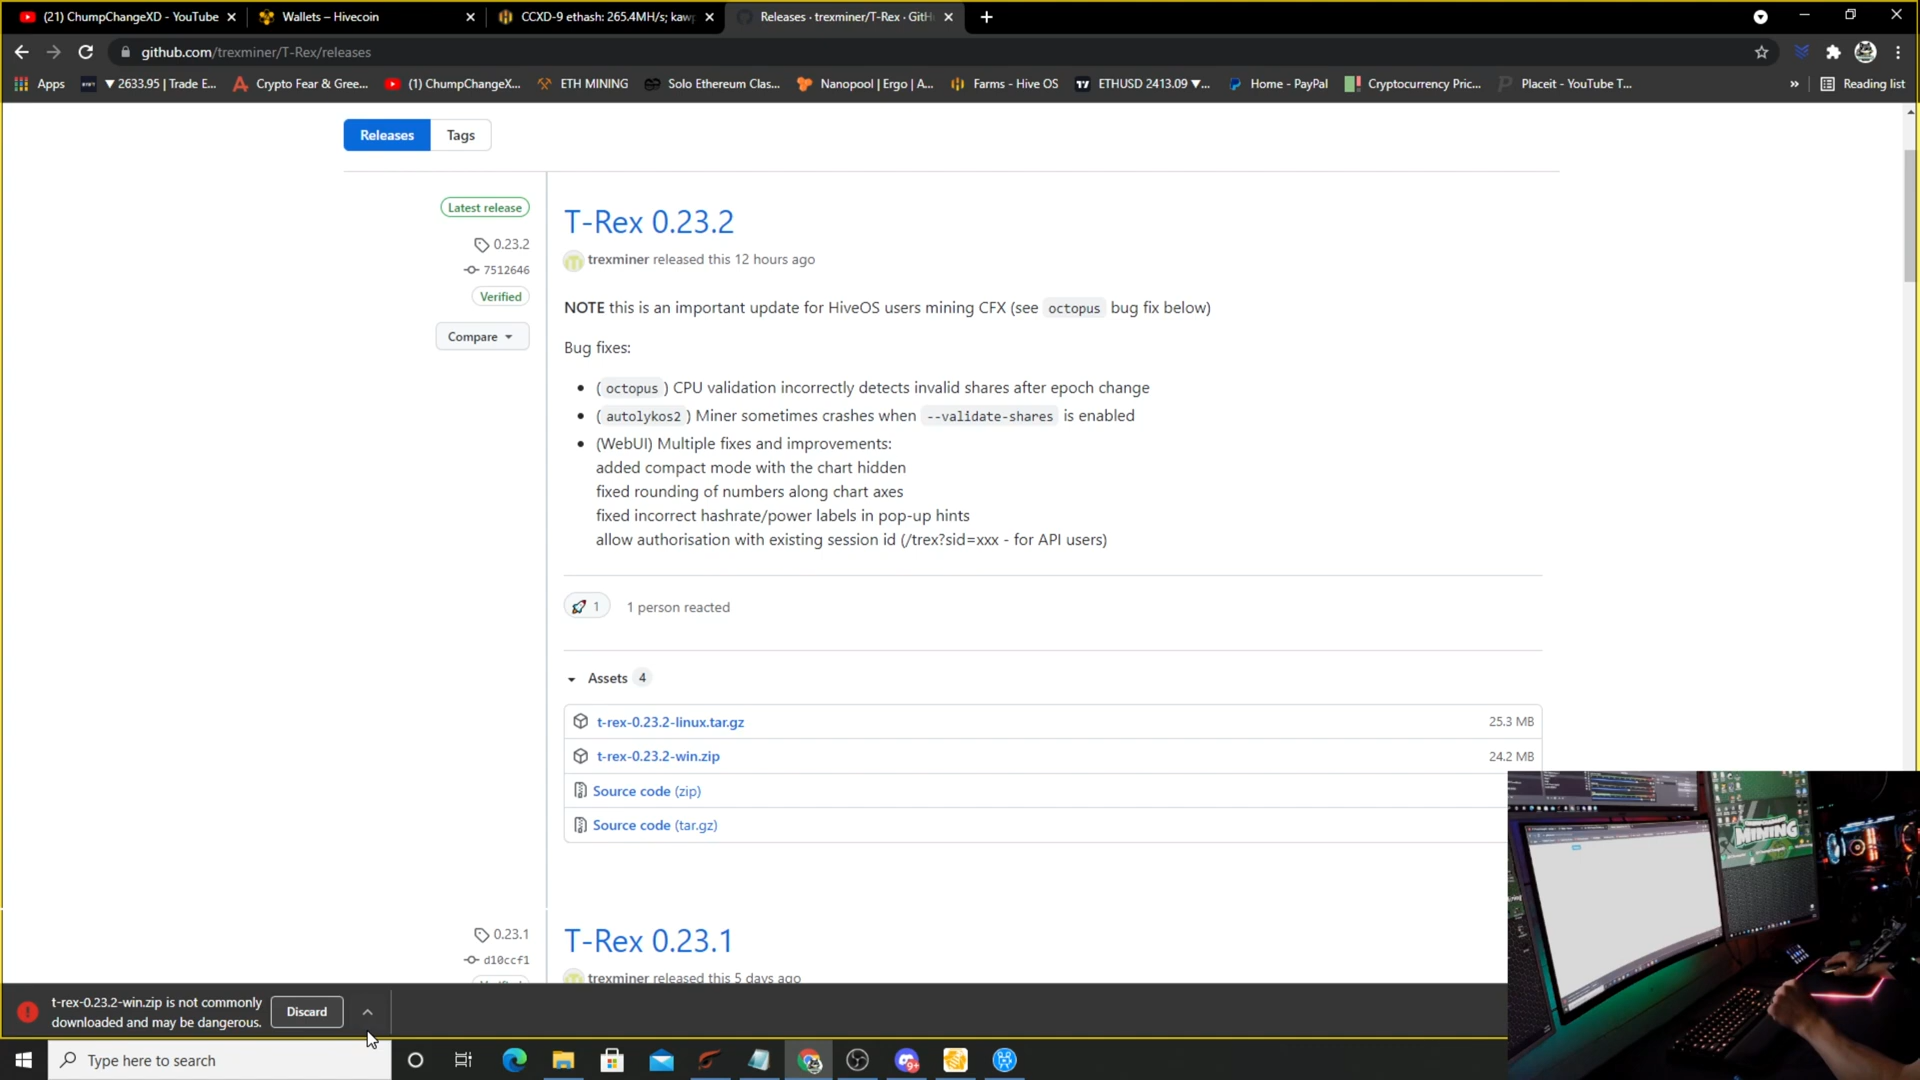 (21) ChumpChangeXD - YouTube
Wallets – Hivecoin
CCXD-9 ethash: 265.4MH/s; kaw
Releases · trexminer/T-Rex · GitH
github.com/trexminer/T-Rex/releases
Apps
▼ 2633.95 | Trade E...
Crypto Fear & Gree...
(1) ChumpChangeX...
ETH MINING
Solo Ethereum Clas...
Nanopool | Ergo | A...
Farms - Hive OS
ETHUSD 2413.09 ▼...
Home - PayPal
Cryptocurrency Pric...
Placeit - YouTube T...
»
Reading list
Releases
Tags
Latest release
0.23.2
7512646
Verified
Compare
T-Rex 0.23.2
trexminer released this 12 hours ago
NOTE this is an important update for HiveOS users mining CFX (see octopus bug fix below)
Bug fixes:
• ( octopus ) CPU validation incorrectly detects invalid shares after epoch change
• ( autolykos2 ) Miner sometimes crashes when --validate-shares is enabled
• (WebUI) Multiple fixes and improvements:
added compact mode with the chart hidden
fixed rounding of numbers along chart axes
fixed incorrect hashrate/power labels in pop-up hints
allow authorisation with existing session id (/trex?sid=xxx - for API users)
1
1 person reacted
Assets 4
t-rex-0.23.2-linux.tar.gz
25.3 MB
t-rex-0.23.2-win.zip
24.2 MB
Source code (zip)
Source code (tar.gz)
MINING
0.23.1
d10ccf1
T-Rex 0.23.1
trexminer released this 5 days ago
t-rex-0.23.2-win.zip is not commonly
downloaded and may be dangerous.
Discard
Type here to search